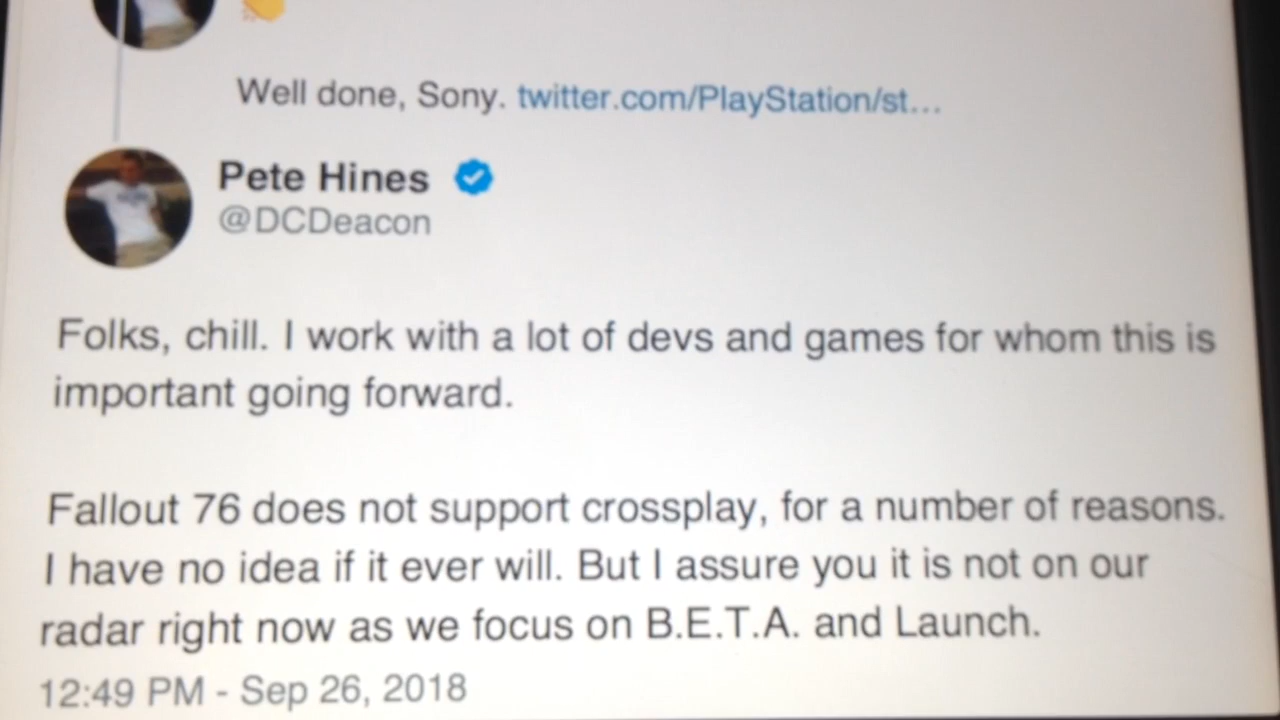 Well done, Sony. twitter.com/PlayStation/st...
Pete Hines
@DCDeacon
Folks, chill. I work with a lot of devs and games for whom this is
important going forward.
Fallout 76 does not support crossplay, for a number of reasons.
I have no idea if it ever will. But I assure you it is not on our
radar right now as we focus on B.E.T.A. and Launch.
12:49 PM - Sep 26, 2018